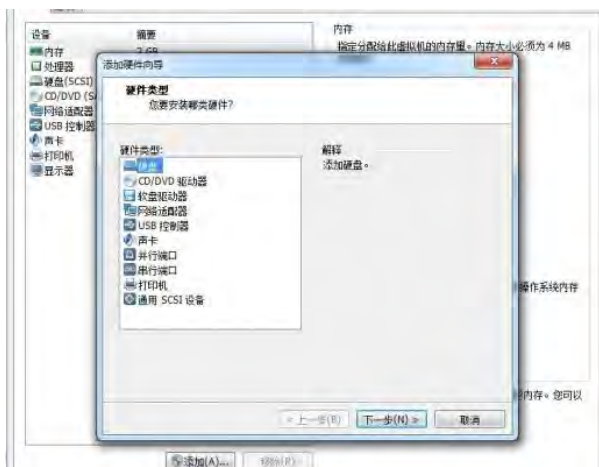 设备
摘要
内存
2 GB
处理器
硬盘(SCSI)
CD/DVD (SA
网络适配器
USB 控制器
声卡
打印机
显示器
内存
指定分配给此虚拟机的内存量。内存大小必须为 4 MB
添加硬件向导
硬件类型
您要安装哪类硬件?
硬件类型:
硬盘
CD/DVD 驱动器
软盘驱动器
网络适配器
USB 控制器
声卡
并行端口
串行端口
打印机
通用 SCSI 设备
解释
添加硬盘。
操作系统内存
内存。您可以
< 上一步(B)
下一步(N) >
取消
添加(A)...
移除(R)